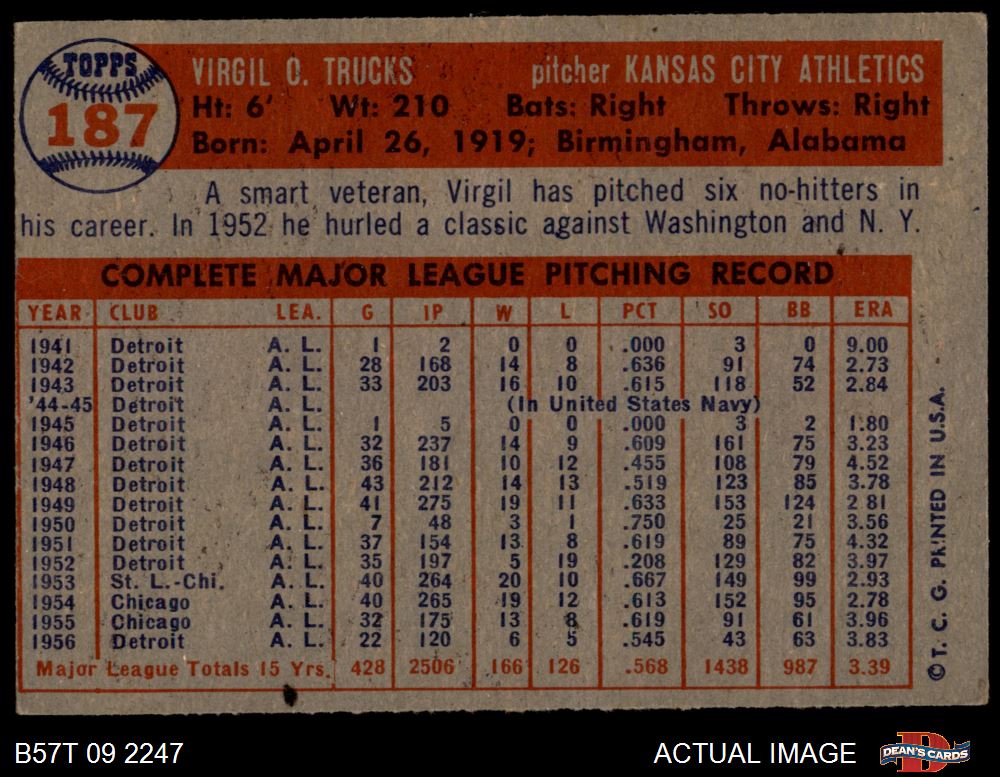 TOPPS
187
VIRGIL O. TRUCKS pitcher KANSAS CITY ATHLETICS
Ht: 6' Wt: 210 Bats: Right Throws: Right
Born: April 26, 1919; Birmingham, Alabama
A smart veteran, Virgil has pitched six no-hitters in
his career. In 1952 he hurled a classic against Washington and N. Y.
COMPLETE MAJOR LEAGUE PITCHING RECORD
YEAR CLUB LEA. G IP W L PCT SO BB ERA
1941 Detroit A. L. 1 2 0 0 .000 3 0 9.00
1942 Detroit A. L. 28 168 14 8 .636 91 74 2.73
1943 Detroit A. L. 33 203 16 10 .615 118 52 2.84
'44-45 Detroit A. L. (In United States Navy)
1945 Detroit A. L. 1 5 0 0 .000 3 2 1.80
1946 Detroit A. L. 32 237 14 9 .609 161 75 3.23
1947 Detroit A. L. 36 181 10 12 .455 108 79 4.52
1948 Detroit A. L. 43 212 14 13 .519 123 85 3.78
1949 Detroit A. L. 41 275 19 11 .633 153 124 2 81
1950 Detroit A. L. 7 48 3 1 .750 25 21 3.56
1951 Detroit A. L. 37 154 13 8 .619 89 75 4.32
1952 Detroit A. L. 35 197 5 19 .208 129 82 3.97
1953 St. L.-Chi. A. L. 40 264 20 10 .667 149 99 2.93
1954 Chicago A. L. 40 265 19 12 .613 152 95 2.78
1955 Chicago A. L. 32 175 13 8 .619 91 61 3.96
1956 Detroit A. L. 22 120 6 5 .545 43 63 3.83
Major League Totals 15 Yrs. 428 2506 166 126 .568 1438 987 3.39
©T. C. G. PRINTED IN U.S.A.
B57T 09 2247 ACTUAL IMAGE DEAN'S CARDS